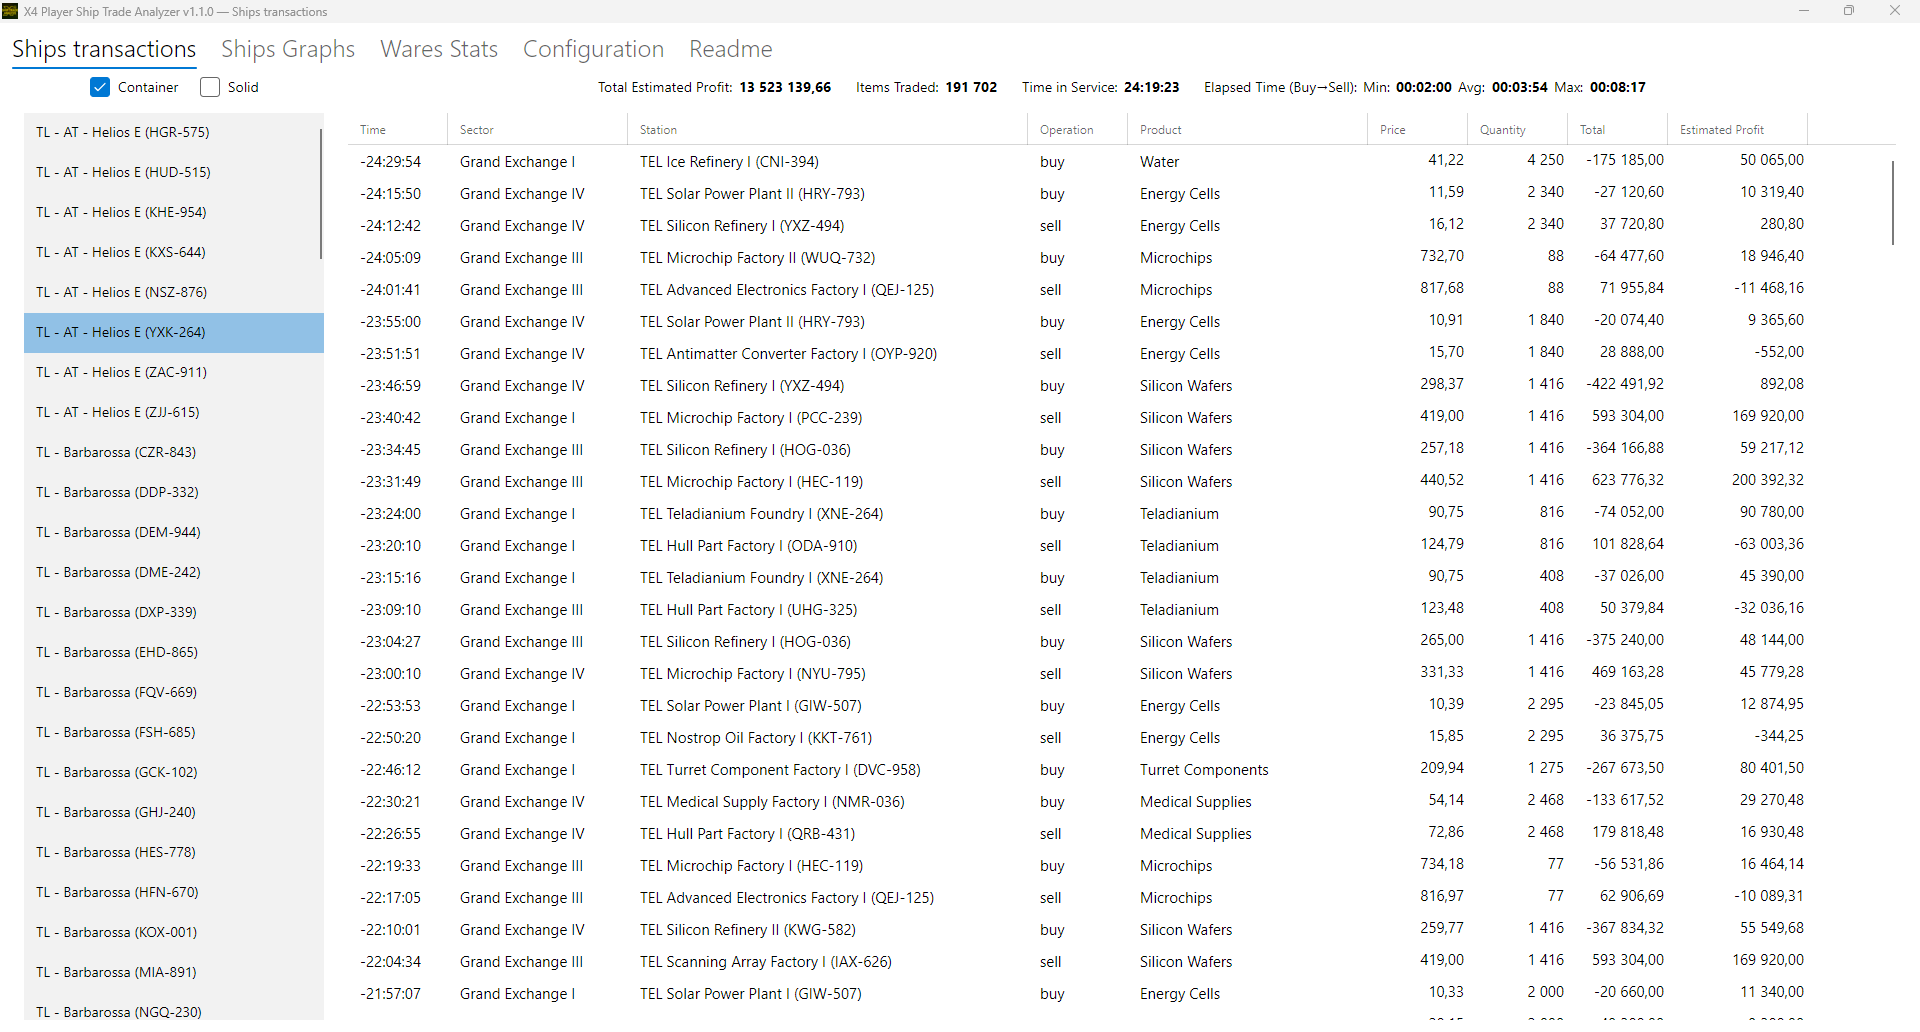 X4 Player Ship Trade Analyzer v1.1.0 — Ships transactions
Ships transactions Ships Graphs Wares Stats Configuration Readme
Container Solid Total Estimated Profit: 13 523 139,66 Items Traded: 191 702 Time in Service: 24:19:23 Elapsed Time (Buy→Sell): Min: 00:02:00 Avg: 00:03:54 Max: 00:08:17
TL - AT - Helios E (HGR-575)
TL - AT - Helios E (HUD-515)
TL - AT - Helios E (KHE-954)
TL - AT - Helios E (KXS-644)
TL - AT - Helios E (NSZ-876)
TL - AT - Helios E (YXK-264)
TL - AT - Helios E (ZAC-911)
TL - AT - Helios E (ZJJ-615)
TL - Barbarossa (CZR-843)
TL - Barbarossa (DDP-332)
TL - Barbarossa (DEM-944)
TL - Barbarossa (DME-242)
TL - Barbarossa (DXP-339)
TL - Barbarossa (EHD-865)
TL - Barbarossa (FQV-669)
TL - Barbarossa (FSH-685)
TL - Barbarossa (GCK-102)
TL - Barbarossa (GHJ-240)
TL - Barbarossa (HES-778)
TL - Barbarossa (HFN-670)
TL - Barbarossa (KOX-001)
TL - Barbarossa (MIA-891)
TL - Barbarossa (NGQ-230)
Time Sector Station Operation Product Price Quantity Total Estimated Profit
-24:29:54 Grand Exchange I TEL Ice Refinery I (CNI-394) buy Water 41,22 4 250 -175 185,00 50 065,00
-24:15:50 Grand Exchange IV TEL Solar Power Plant II (HRY-793) buy Energy Cells 11,59 2 340 -27 120,60 10 319,40
-24:12:42 Grand Exchange IV TEL Silicon Refinery I (YXZ-494) sell Energy Cells 16,12 2 340 37 720,80 280,80
-24:05:09 Grand Exchange III TEL Microchip Factory II (WUQ-732) buy Microchips 732,70 88 -64 477,60 18 946,40
-24:01:41 Grand Exchange III TEL Advanced Electronics Factory I (QEJ-125) sell Microchips 817,68 88 71 955,84 -11 468,16
-23:55:00 Grand Exchange IV TEL Solar Power Plant II (HRY-793) buy Energy Cells 10,91 1 840 -20 074,40 9 365,60
-23:51:51 Grand Exchange IV TEL Antimatter Converter Factory I (OYP-920) sell Energy Cells 15,70 1 840 28 888,00 -552,00
-23:46:59 Grand Exchange IV TEL Silicon Refinery I (YXZ-494) buy Silicon Wafers 298,37 1 416 -422 491,92 892,08
-23:40:42 Grand Exchange I TEL Microchip Factory I (PCC-239) sell Silicon Wafers 419,00 1 416 593 304,00 169 920,00
-23:34:45 Grand Exchange III TEL Silicon Refinery I (HOG-036) buy Silicon Wafers 257,18 1 416 -364 166,88 59 217,12
-23:31:49 Grand Exchange III TEL Microchip Factory I (HEC-119) sell Silicon Wafers 440,52 1 416 623 776,32 200 392,32
-23:24:00 Grand Exchange I TEL Teladianium Foundry I (XNE-264) buy Teladianium 90,75 816 -74 052,00 90 780,00
-23:20:10 Grand Exchange I TEL Hull Part Factory I (ODA-910) sell Teladianium 124,79 816 101 828,64 -63 003,36
-23:15:16 Grand Exchange I TEL Teladianium Foundry I (XNE-264) buy Teladianium 90,75 408 -37 026,00 45 390,00
-23:09:10 Grand Exchange III TEL Hull Part Factory I (UHG-325) sell Teladianium 123,48 408 50 379,84 -32 036,16
-23:04:27 Grand Exchange III TEL Silicon Refinery I (HOG-036) buy Silicon Wafers 265,00 1 416 -375 240,00 48 144,00
-23:00:10 Grand Exchange IV TEL Microchip Factory I (NYU-795) sell Silicon Wafers 331,33 1 416 469 163,28 45 779,28
-22:53:53 Grand Exchange I TEL Solar Power Plant I (GIW-507) buy Energy Cells 10,39 2 295 -23 845,05 12 874,95
-22:50:20 Grand Exchange I TEL Nostrop Oil Factory I (KKT-761) sell Energy Cells 15,85 2 295 36 375,75 -344,25
-22:46:12 Grand Exchange I TEL Turret Component Factory I (DVC-958) buy Turret Components 209,94 1 275 -267 673,50 80 401,50
-22:30:21 Grand Exchange IV TEL Medical Supply Factory I (NMR-036) buy Medical Supplies 54,14 2 468 -133 617,52 29 270,48
-22:26:55 Grand Exchange IV TEL Hull Part Factory I (QRB-431) sell Medical Supplies 72,86 2 468 179 818,48 16 930,48
-22:19:33 Grand Exchange III TEL Microchip Factory I (HEC-119) buy Microchips 734,18 77 -56 531,86 16 464,14
-22:17:05 Grand Exchange III TEL Advanced Electronics Factory I (QEJ-125) sell Microchips 816,97 77 62 906,69 -10 089,31
-22:10:01 Grand Exchange IV TEL Silicon Refinery II (KWG-582) buy Silicon Wafers 259,77 1 416 -367 834,32 55 549,68
-22:04:34 Grand Exchange III TEL Scanning Array Factory I (IAX-626) sell Silicon Wafers 419,00 1 416 593 304,00 169 920,00
-21:57:07 Grand Exchange I TEL Solar Power Plant I (GIW-507) buy Energy Cells 10,33 2 000 -20 660,00 11 340,00